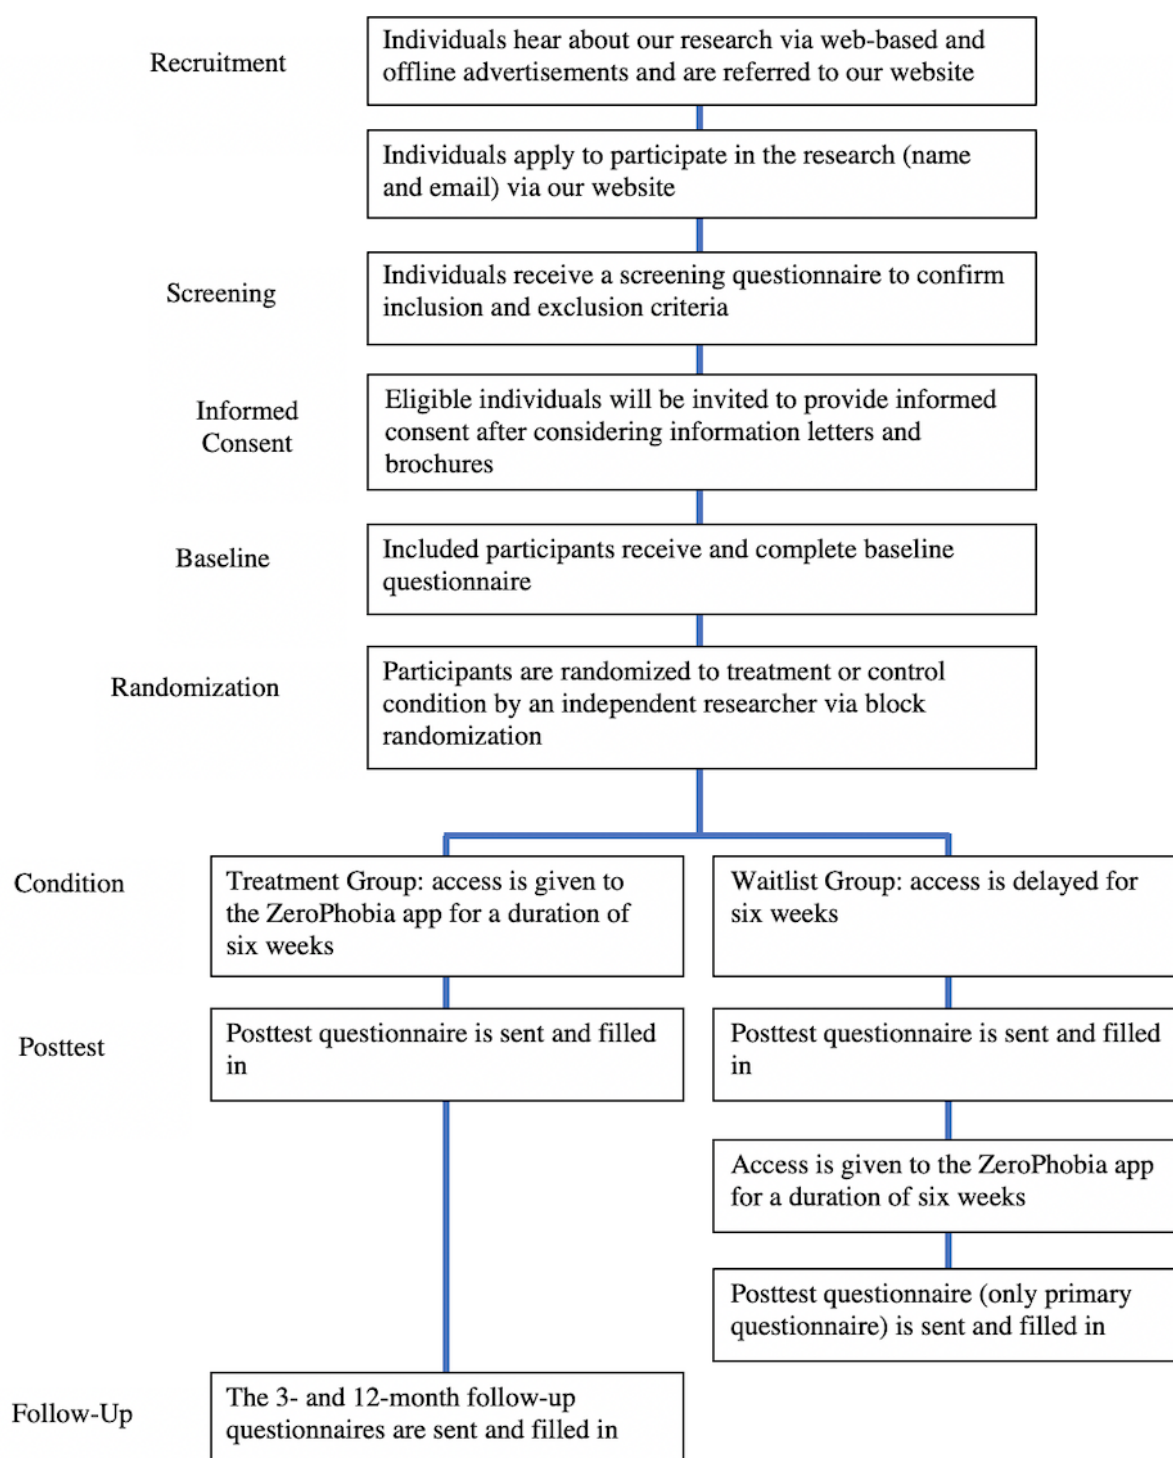 Recruitment
Individuals hear about our research via web-based and
offline advertisements and are referred to our website
Individuals apply to participate in the research (name
and email) via our website
Screening
Individuals receive a screening questionnaire to confirm
inclusion and exclusion criteria
Informed
Consent
Eligible individuals will be invited to provide informed
consent after considering information letters and
brochures
Baseline
Included participants receive and complete baseline
questionnaire
Randomization
Participants are randomized to treatment or control
condition by an independent researcher via block
randomization
Condition
Treatment Group: access is given to
the ZeroPhobia app for a duration of
six weeks
Waitlist Group: access is delayed for
six weeks
Posttest
Posttest questionnaire is sent and filled
in
Posttest questionnaire is sent and filled
in
Access is given to the ZeroPhobia app
for a duration of six weeks
Posttest questionnaire (only primary
questionnaire) is sent and filled in
Follow-Up
The 3- and 12-month follow-up
questionnaires are sent and filled in